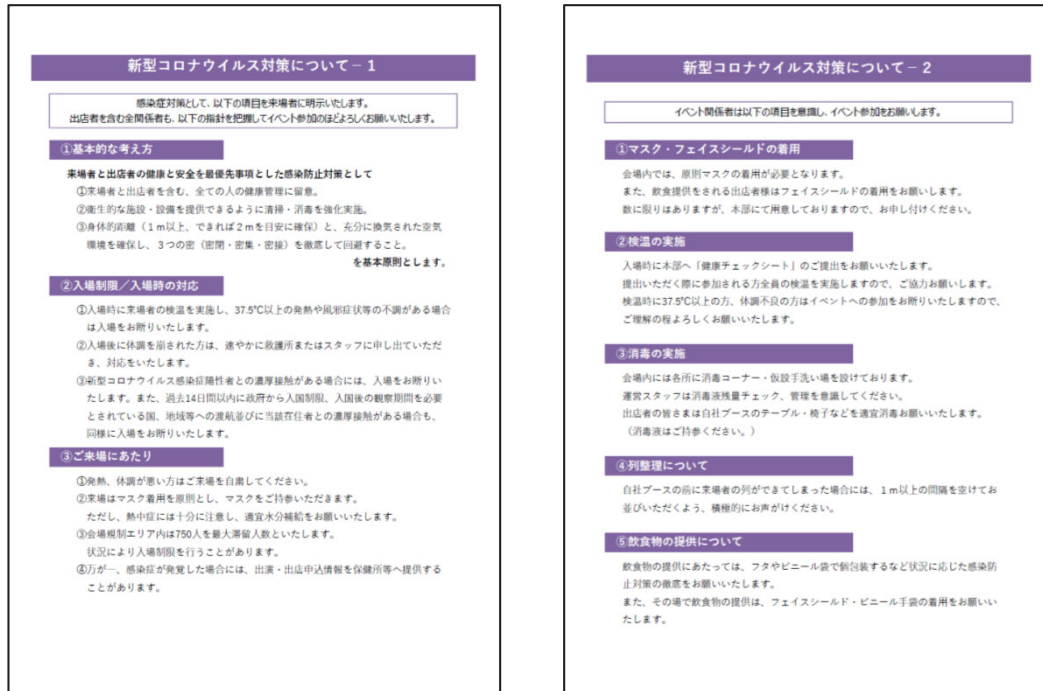 新型コロナウイルス対策について－1
感染症対策として、以下の項目を来場者に明示いたします。
出店者を含む全関係者も、以下の指針を把握してイベント参加のほどよろしくお願いいたします。
①基本的な考え方
来場者と出店者の健康と安全を最優先事項とした感染防止対策として
①来場者と出店者を含む、全ての人の健康管理に留意。
②衛生的な施設・設備を提供できるように清掃・消毒を強化実施。
③身体的距離（1ｍ以上、できれば2ｍを目安に確保）と、充分に換気された空気
環境を確保し、3つの密（密閉・密集・密接）を徹底して回避すること。
を基本原則とします。
②入場制限／入場時の対応
①入場時に来場者の検温を実施し、37.5℃以上の発熱や風邪症状等の不調がある場合
は入場をお断りいたします。
②入場後に体調を崩された方は、速やかに救護所またはスタッフに申し出ていただ
き、対応をいたします。
③新型コロナウイルス感染症陽性者との濃厚接触がある場合には、入場をお断りい
たします。また、過去14日間以内に政府から入国制限、入国後の観察期間を必要
とされている国、地域等への渡航並びに当該在住者との濃厚接触がある場合も、
同様に入場をお断りいたします。
③ご来場にあたり
①発熱、体調が悪い方はご来場を自粛してください。
②来場はマスク着用を原則とし、マスクをご持参いただきます。
ただし、熱中症には十分に注意し、適宜水分補給をお願いいたします。
③会場規制エリア内は750人を最大滞留人数といたします。
状況により入場制限を行うことがあります。
④万が一、感染症が発覚した場合には、出演・出店申込情報を保健所等へ提供する
ことがあります。
新型コロナウイルス対策について－2
イベント関係者は以下の項目を意識し、イベント参加をお願いします。
①マスク・フェイスシールドの着用
会場内では、原則マスクの着用が必要となります。
また、飲食提供をされる出店者様はフェイスシールドの着用をお願いします。
数に限りはありますが、本部にて用意しておりますので、お申し付けください。
②検温の実施
入場時に本部へ「健康チェックシート」のご提出をお願いいたします。
提出いただく際に参加される方全員の検温を実施しますので、ご協力お願いします。
検温時に37.5℃以上の方、体調不良の方はイベントへの参加をお断りいたしますので、
ご理解の程よろしくお願いいたします。
③消毒の実施
会場内には各所に消毒コーナー・仮設手洗い場を設けております。
運営スタッフは消毒液残量チェック、管理を意識してください。
出店者の皆さまは自社ブースのテーブル・椅子などを適宜消毒お願いいたします。
（消毒液はご持参ください。）
④列整理について
自社ブースの前に来場者の列ができてしまった場合には、1ｍ以上の間隔を空けてお
並びいただくよう、積極的にお声がけください。
⑤飲食物の提供について
飲食物の提供にあたっては、フタやビニール袋で個包装するなど状況に応じた感染防
止対策の徹底をお願いいたします。
また、その場で飲食物の提供は、フェイスシールド・ビニール手袋の着用をお願いい
たします。